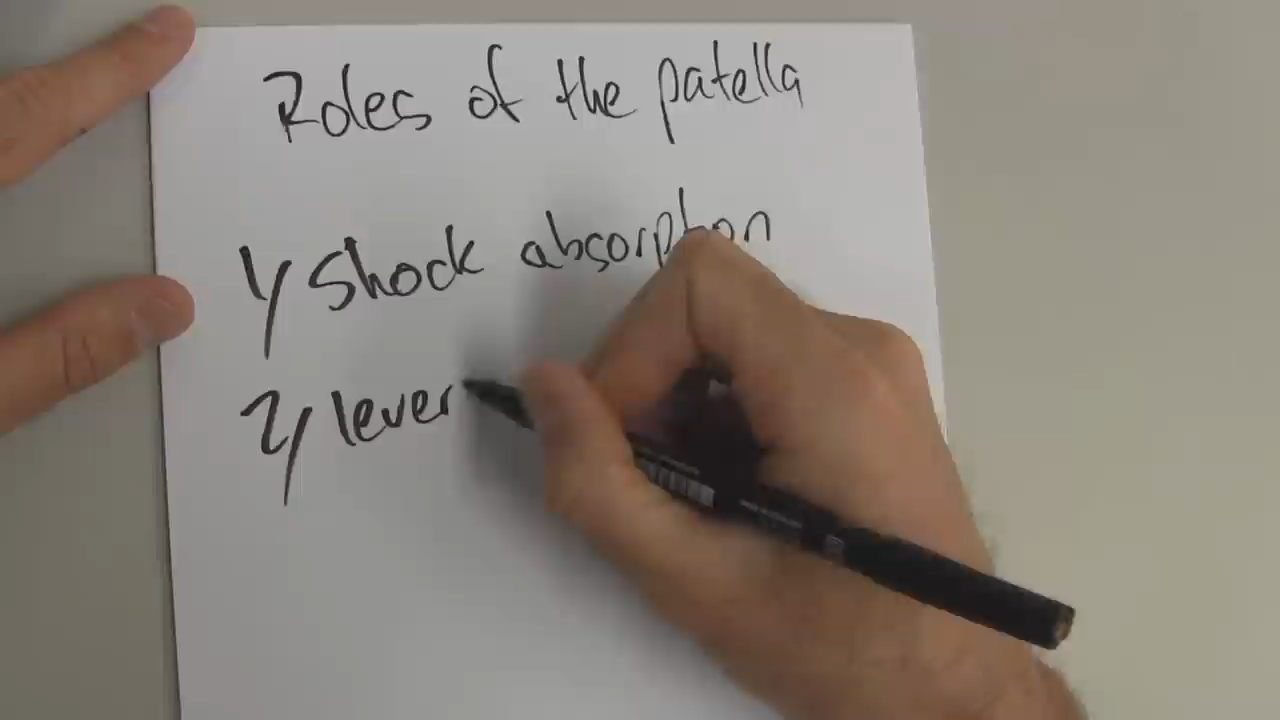 Roles of the patella
1/ Shock absorption
2/ lever